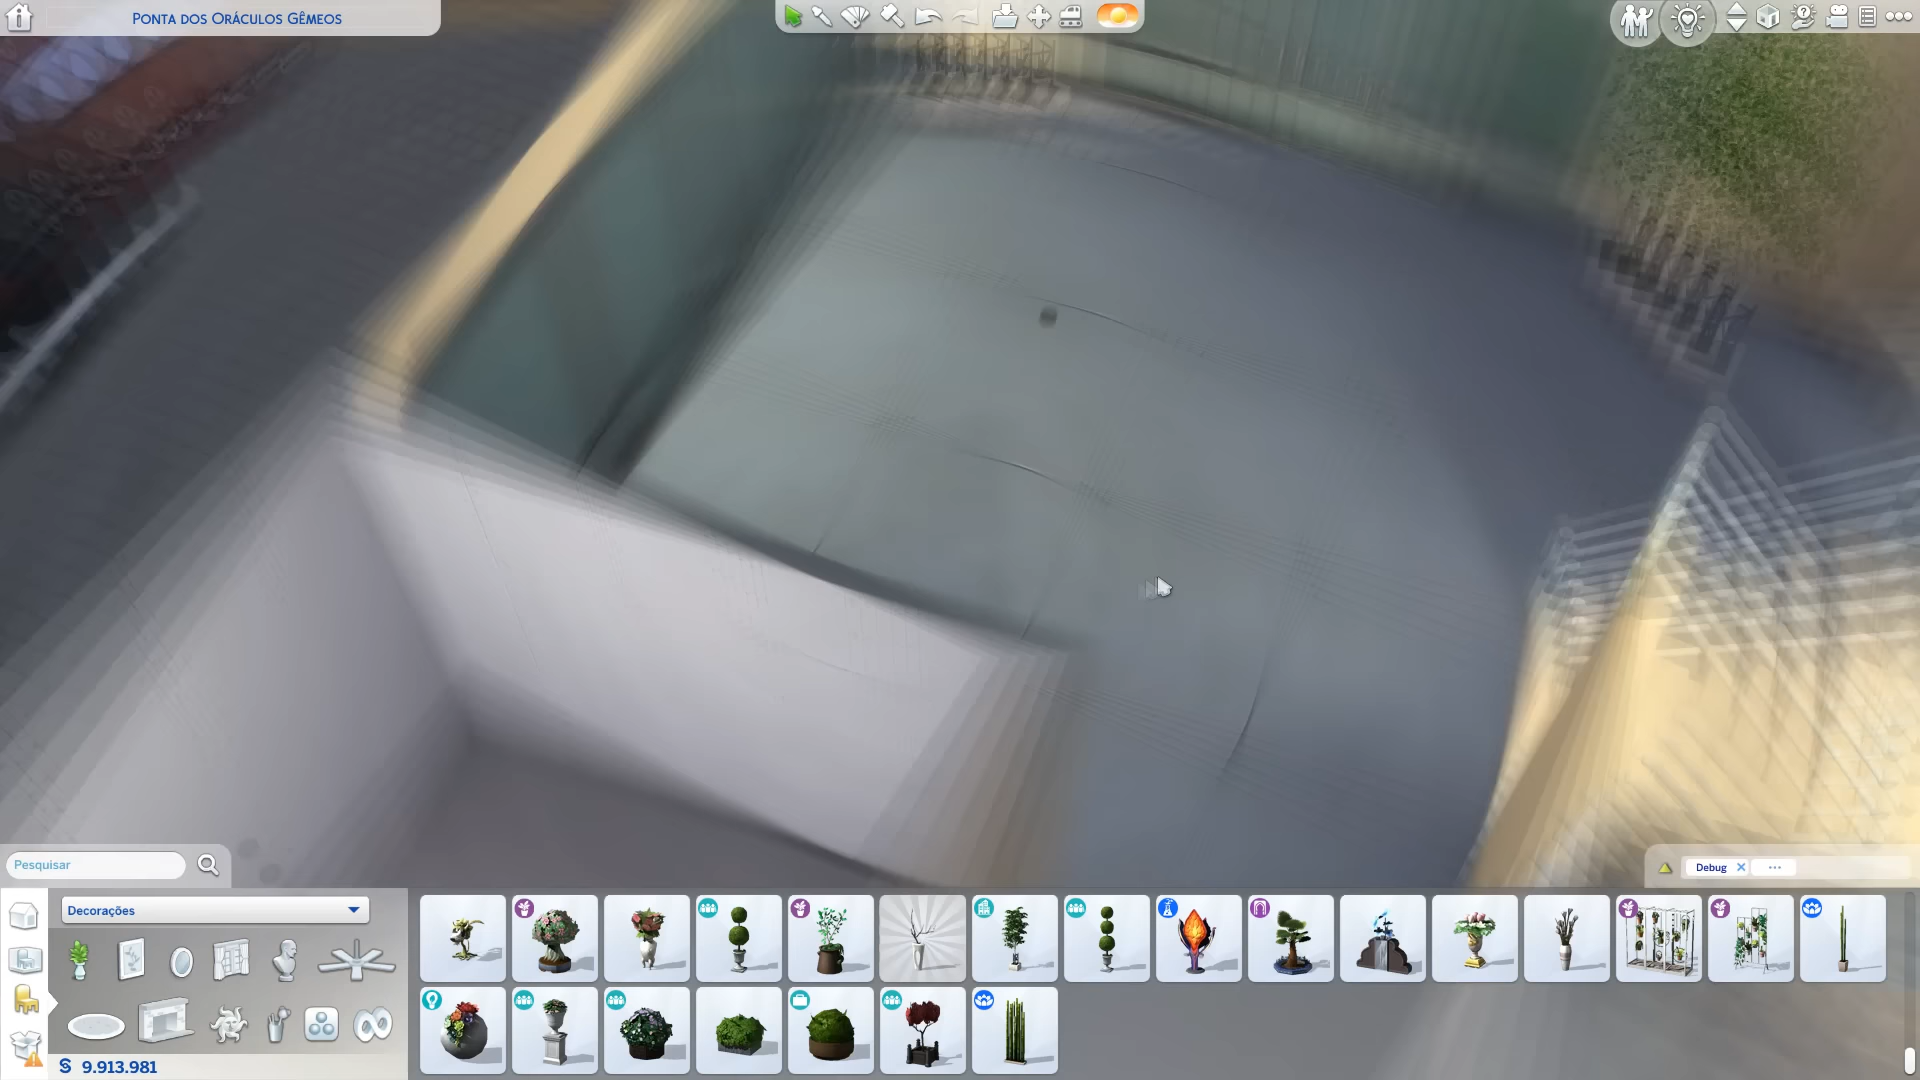 Ponta dos Oráculos Gêmeos
Pesquisar
Debug
Decorações
9.913.981